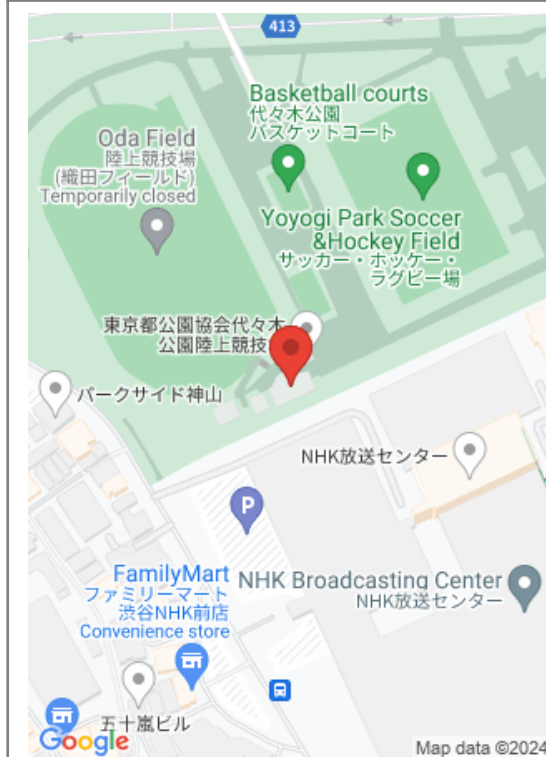 413
Basketball courts
代々木公園
バスケットコート
Oda Field
陸上競技場
(織田フィールド)
Temporarily closed
Yoyogi Park Soccer
&Hockey Field
サッカー・ホッケー・
ラグビー場
東京都公園協会代々木
公園陸上競技
パークサイド神山
NHK放送センター
P
FamilyMart
ファミリーマート
渋谷NHK前店
Convenience store
NHK Broadcasting Center
NHK放送センター
五十嵐ビル
Google
Map data ©2024